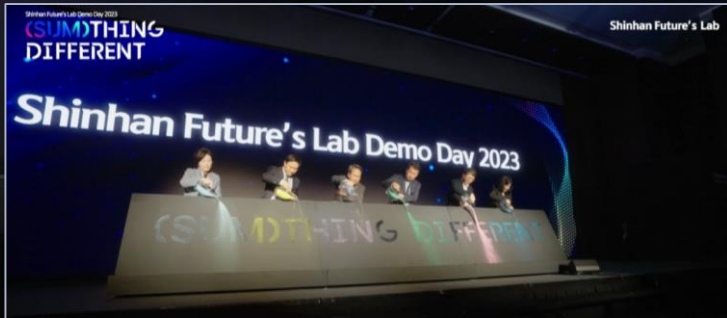 Shinhan Future's Lab Demo Day 2023
(SUM)THING
DIFFERENT
Shinhan Future's Lab
Shinhan Future's Lab Demo Day 2023
(SUM)THING DIFFERENT